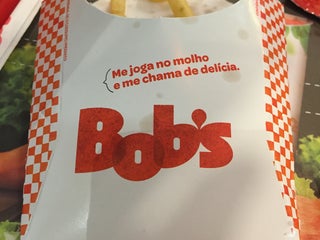 Me joga no molho
e me chama de delícia.
Bob's